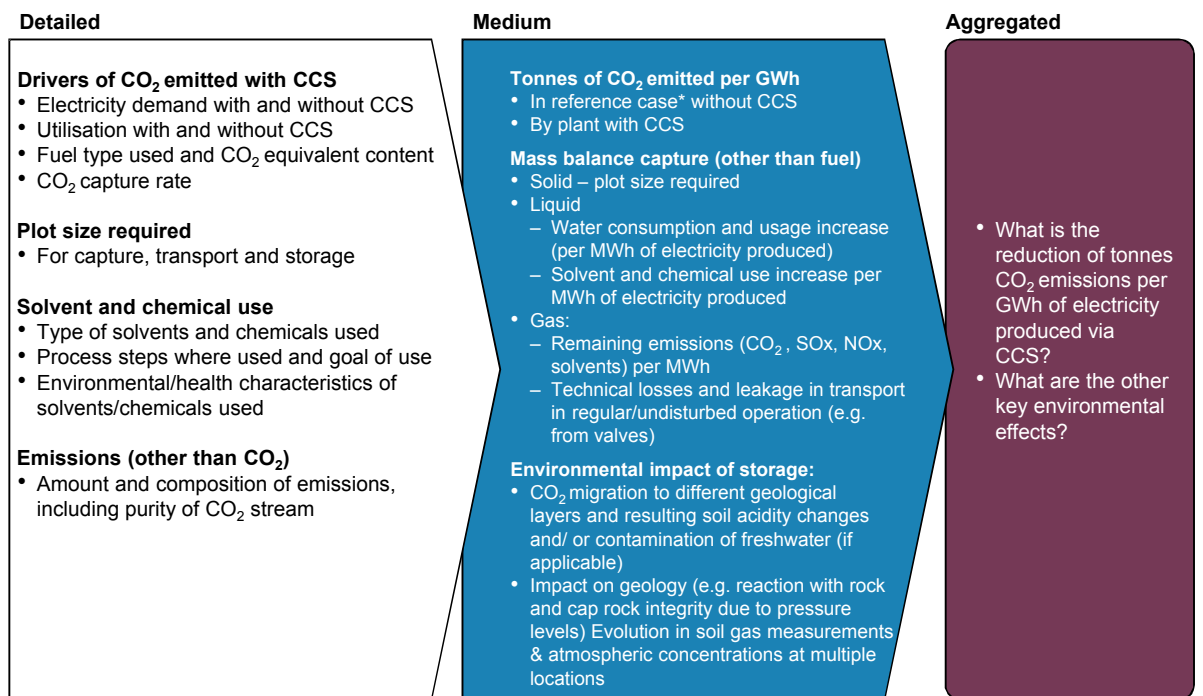 Detailed
Drivers of CO2 emitted with CCS
• Electricity demand with and without CCS
• Utilisation with and without CCS
• Fuel type used and CO2 equivalent content
• CO2 capture rate
Plot size required
• For capture, transport and storage
Solvent and chemical use
• Type of solvents and chemicals used
• Process steps where used and goal of use
• Environmental/health characteristics of
solvents/chemicals used
Emissions (other than CO2)
• Amount and composition of emissions,
including purity of CO2 stream
Medium
Tonnes of CO2 emitted per GWh
• In reference case* without CCS
• By plant with CCS
Mass balance capture (other than fuel)
• Solid – plot size required
• Liquid
– Water consumption and usage increase
(per MWh of electricity produced)
– Solvent and chemical use increase per
MWh of electricity produced
• Gas:
– Remaining emissions (CO2 , SOx, NOx,
solvents) per MWh
– Technical losses and leakage in transport
in regular/undisturbed operation (e.g.
from valves)
Environmental impact of storage:
• CO2 migration to different geological
layers and resulting soil acidity changes
and/ or contamination of freshwater (if
applicable)
• Impact on geology (e.g. reaction with rock
and cap rock integrity due to pressure
levels) Evolution in soil gas measurements
& atmospheric concentrations at multiple
locations
Aggregated
• What is the
reduction of tonnes
CO2 emissions per
GWh of electricity
produced via
CCS?
• What are the other
key environmental
effects?